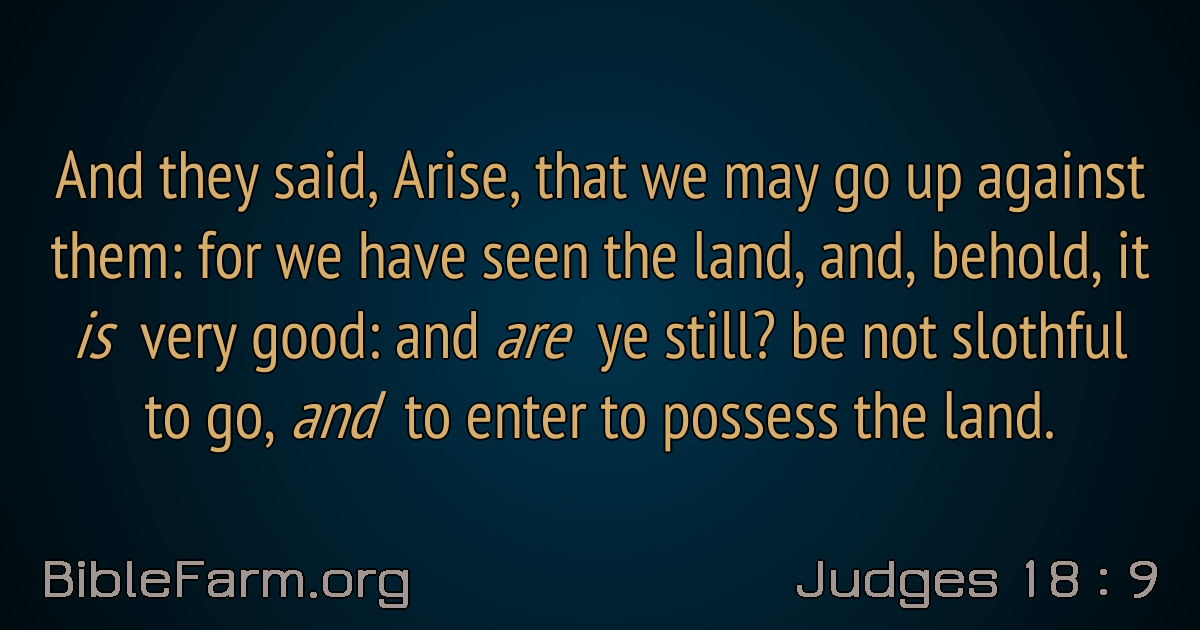 And they said, Arise, that we may go up against
them: for we have seen the land, and, behold, it
is very good: and are ye still? be not slothful
to go, and to enter to possess the land.
BibleFarm.org
Judges 18 : 9